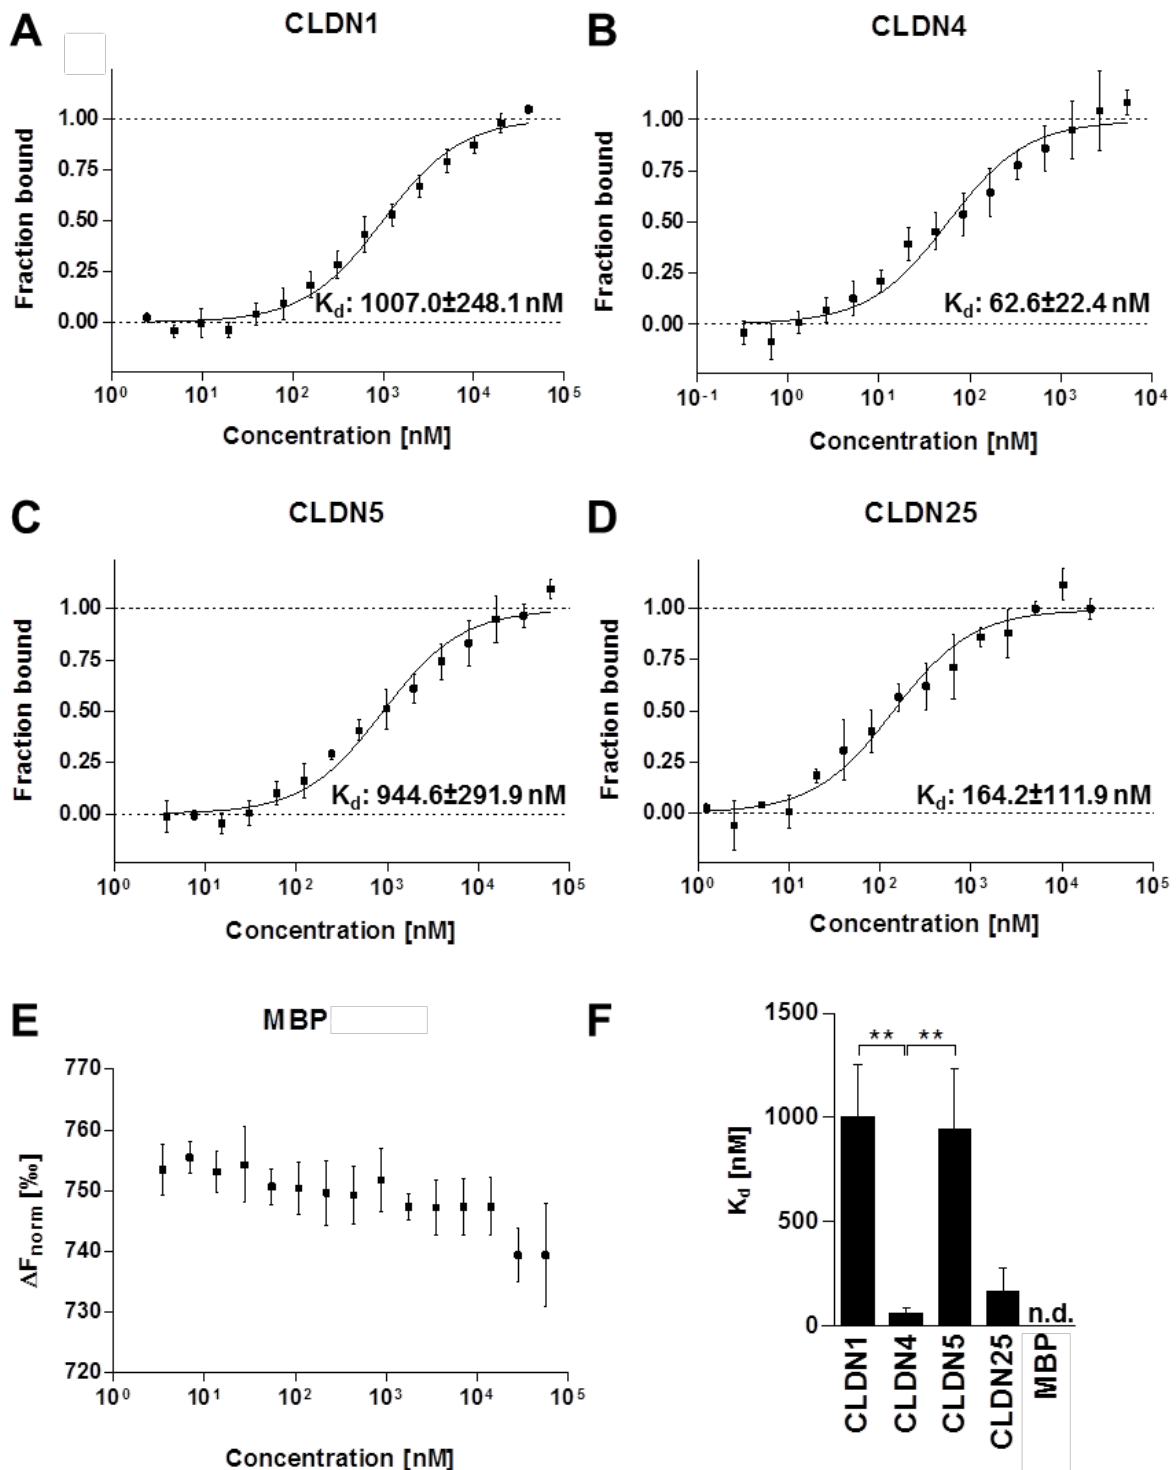 A
CLDN1
1.00
0.75
0.50
0.25
0.00
Fraction bound
Kd: 1007.0±248.1 nM
10⁰ 10¹ 10² 10³ 10⁴ 10⁵
Concentration [nM]
B
CLDN4
1.00
0.75
0.50
0.25
0.00
Fraction bound
Kd: 62.6±22.4 nM
10⁻¹ 10⁰ 10¹ 10² 10³ 10⁴
Concentration [nM]
C
CLDN5
1.00
0.75
0.50
0.25
0.00
Fraction bound
Kd: 944.6±291.9 nM
10⁰ 10¹ 10² 10³ 10⁴ 10⁵
Concentration [nM]
D
CLDN25
1.00
0.75
0.50
0.25
0.00
Fraction bound
Kd: 164.2±111.9 nM
10⁰ 10¹ 10² 10³ 10⁴ 10⁵
Concentration [nM]
E
MBP
770
760
750
740
730
720
ΔFnorm [‰]
10⁰ 10¹ 10² 10³ 10⁴ 10⁵
Concentration [nM]
F
1500
1000
500
0
Kd [nM]
** **
n.d.
CLDN1
CLDN4
CLDN5
CLDN25
MBP